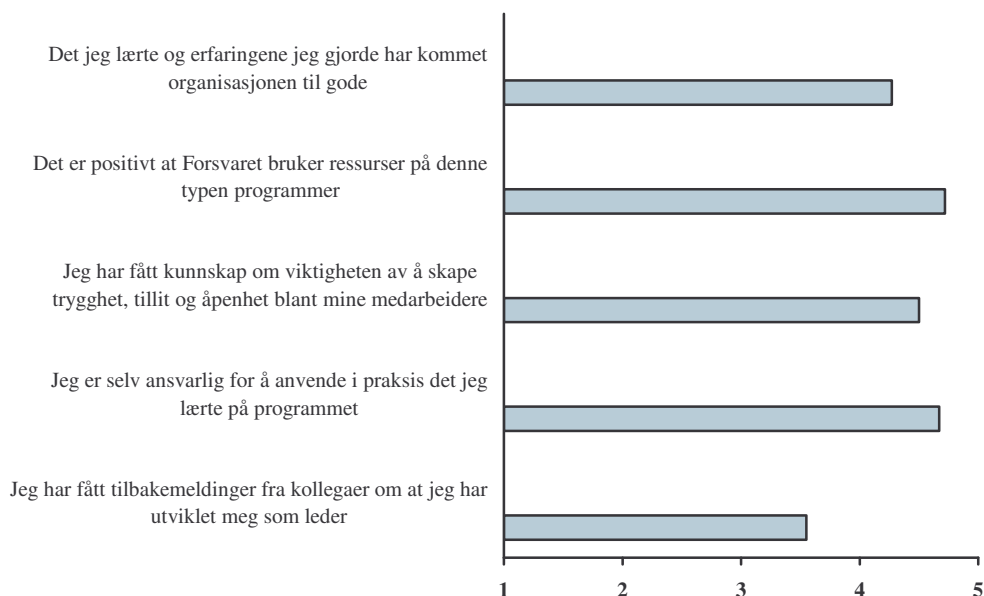 Det jeg lærte og erfaringene jeg gjorde har kommet
organisasjonen til gode
Det er positivt at Forsvaret bruker ressurser på denne
typen programmer
Jeg har fått kunnskap om viktigheten av å skape
trygghet, tillit og åpenhet blant mine medarbeidere
Jeg er selv ansvarlig for å anvende i praksis det jeg
lærte på programmet
Jeg har fått tilbakemeldinger fra kollegaer om at jeg har
utviklet meg som leder
1 2 3 4 5